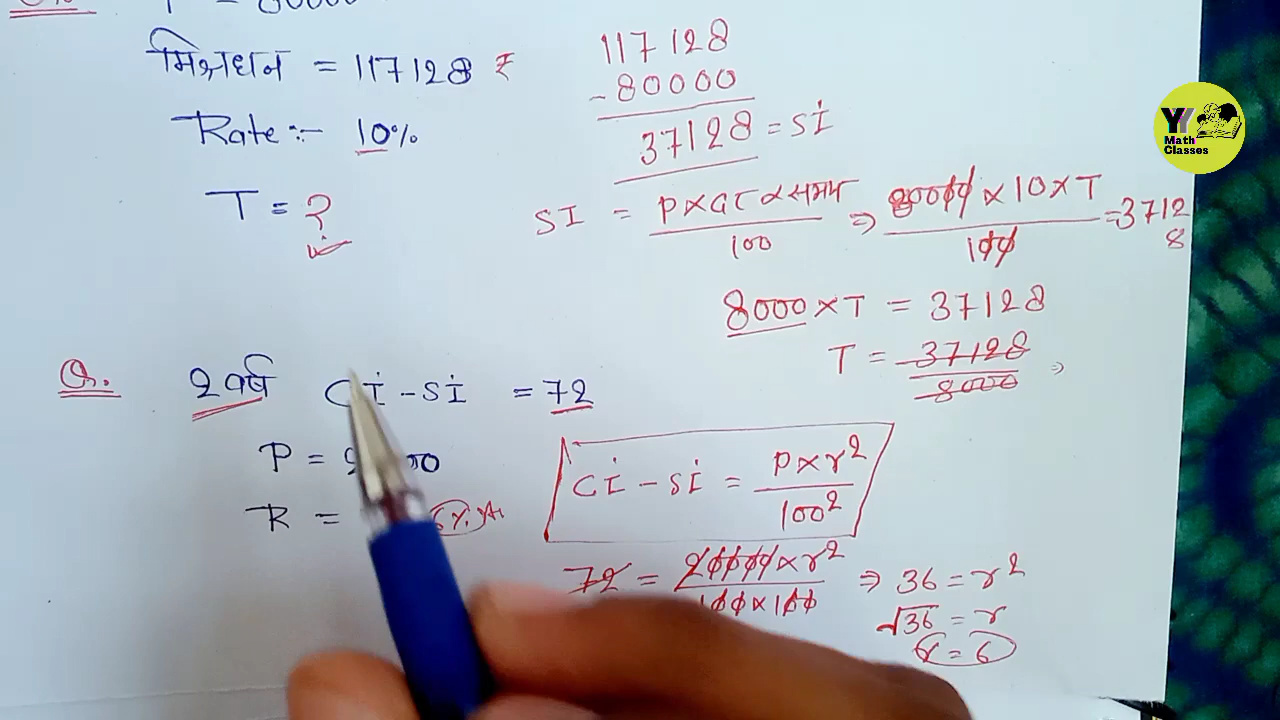 मिश्रधन = 117128 ₹
Rate :- 10%
T = ?
117128
- 80000
37128 = SI
SI = P × दर × समय / 100 ⇒ 80000 × 10 × T / 100 = 37128
8000 × T = 37128
T = 37128 / 8000 ⇒
Q. 2 वर्ष CI - SI = 72
P =
R = 6%
CI - SI = P × r² / 100²
72 = 20000 × r² / 100 × 100 ⇒ 36 = r²
√36 = r
r = 6
YY
Math
Classes